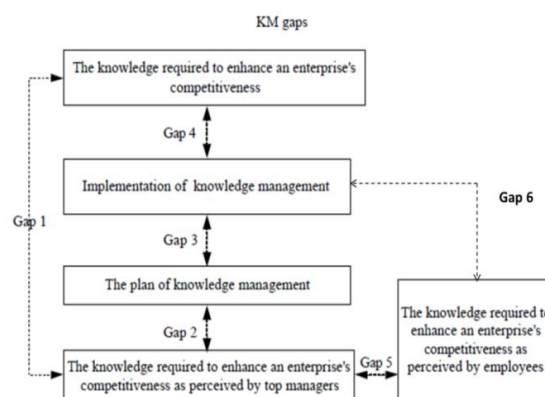 KM gaps
The knowledge required to enhance an enterprise's
competitiveness
Gap 4
Implementation of knowledge management
Gap 6
Gap 1
Gap 3
The plan of knowledge management
Gap 2
The knowledge required to enhance an enterprise's
competitiveness as perceived by top managers
Gap 5
The knowledge required to
enhance an enterprise's
competitiveness as
perceived by employees